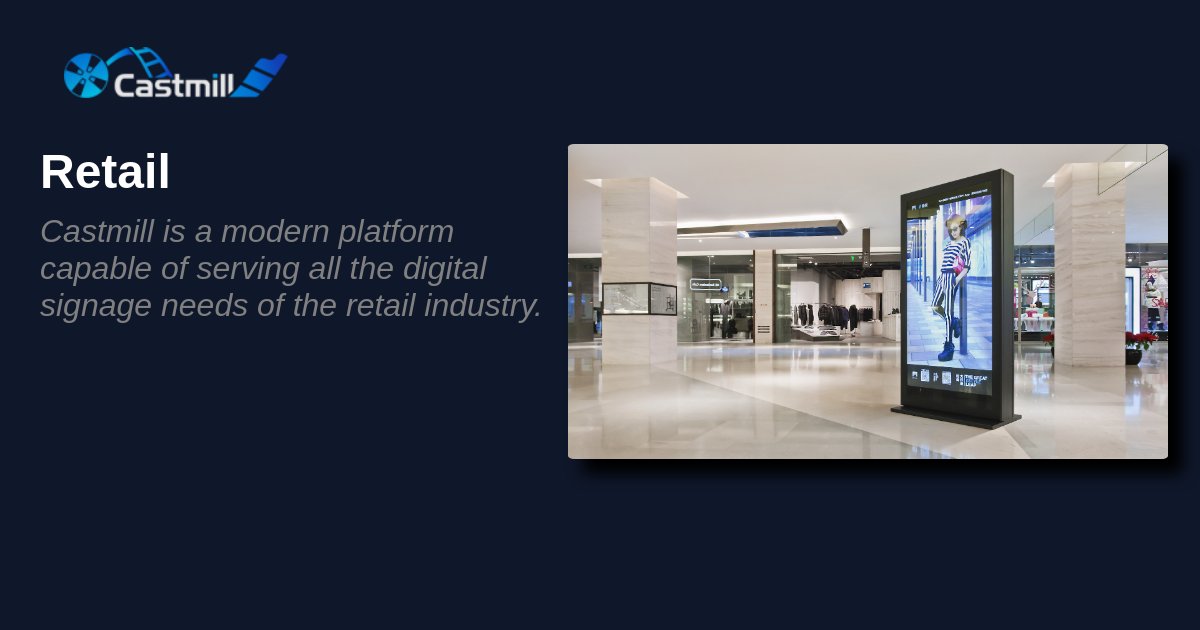 Castmill
Retail
Castmill is a modern platform
capable of serving all the digital
signage needs of the retail industry.